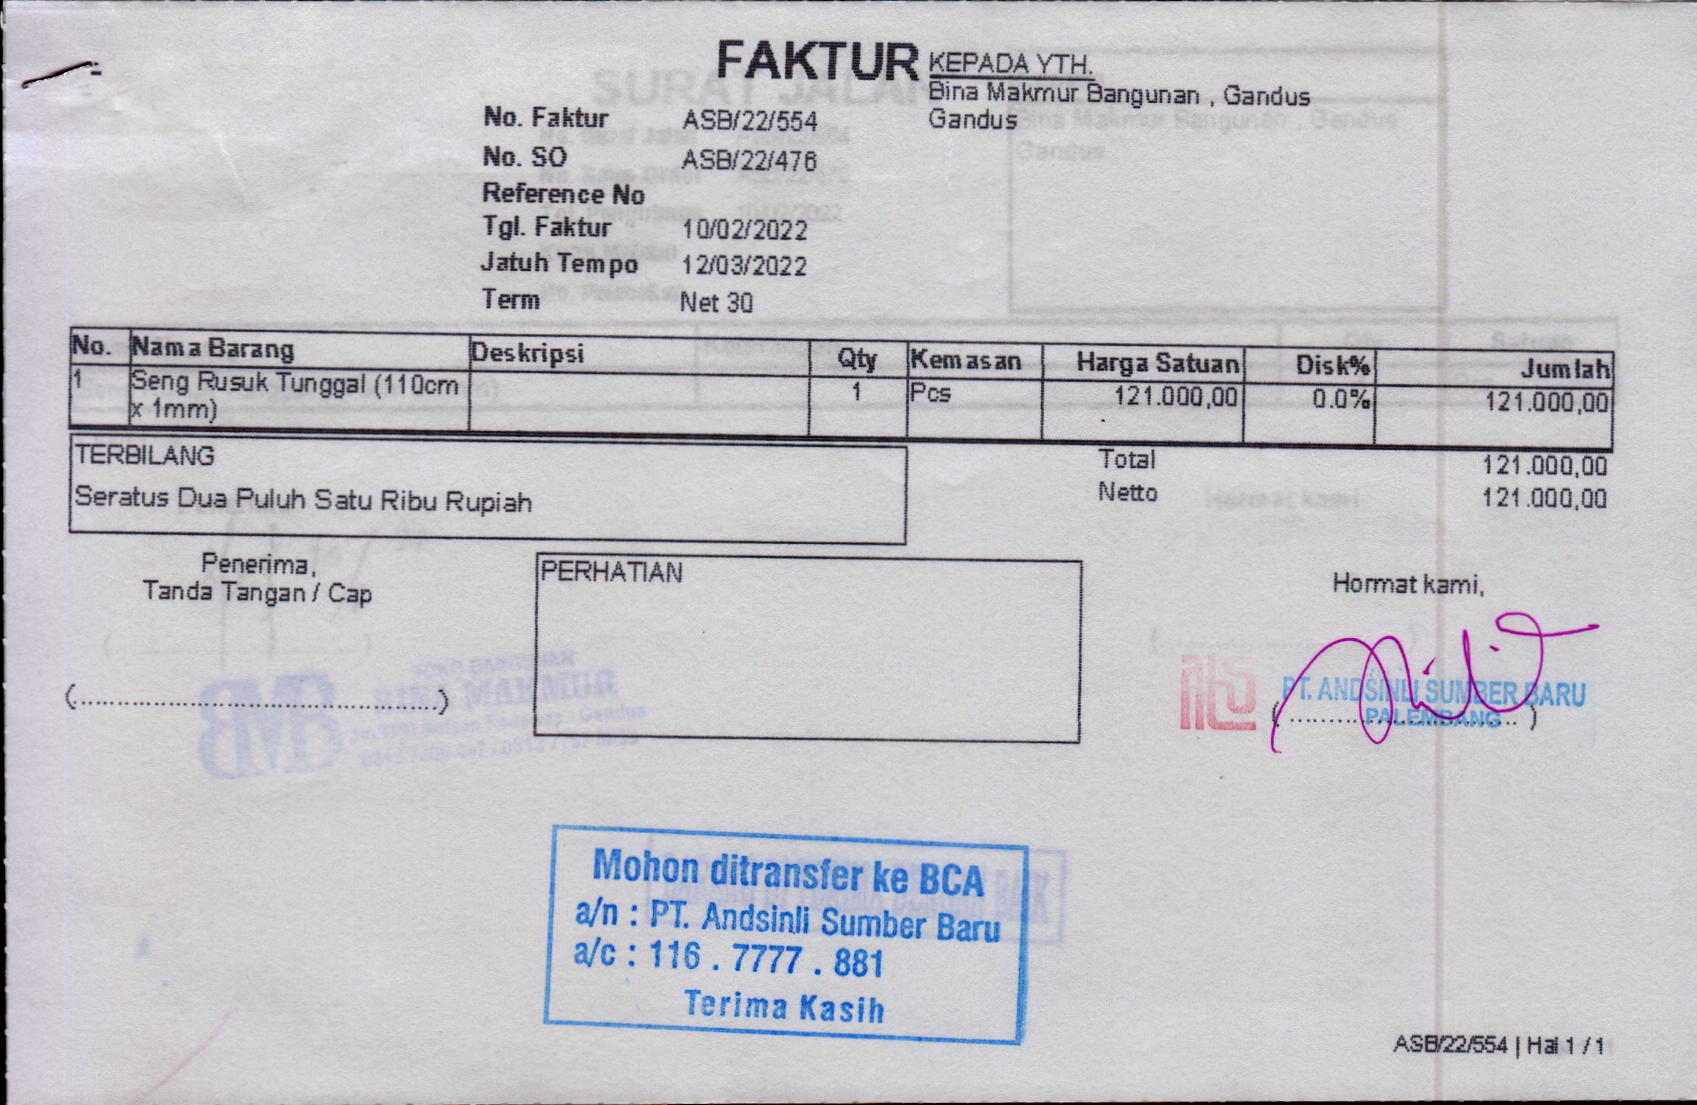 FAKTUR
KEPADA YTH.
Bina Makmur Bangunan , Gandus
Gandus
No. Faktur ASB/22/554
No. SO ASB/22/476
Reference No
Tgl. Faktur 10/02/2022
Jatuh Tempo 12/03/2022
Term Net 30
No. Nama Barang Deskripsi Qty Kemasan Harga Satuan Disk% Jumlah
1 Seng Rusuk Tunggal (110cm 1 Pcs 121.000,00 0.0% 121.000,00
x 1mm)
TERBILANG
Seratus Dua Puluh Satu Ribu Rupiah
Total 121.000,00
Netto 121.000,00
Penerima,
Tanda Tangan / Cap
PERHATIAN
Hormat kami,
PT. ANDSINLI SUMBER BARU
PALEMBANG
BMB
BINA MAKMUR
Mohon ditransfer ke BCA
a/n : PT. Andsinli Sumber Baru
a/c : 116 . 7777 . 881
Terima Kasih
ASB/22/554 | Hal 1 / 1